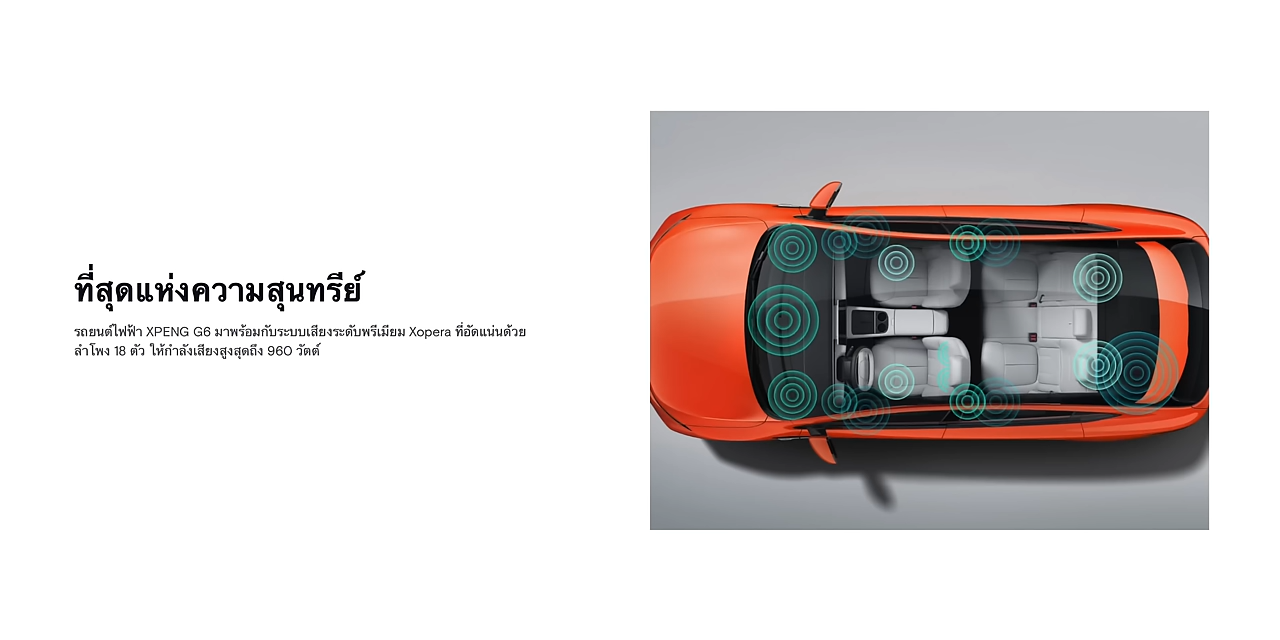 ที่สุดแห่งความสุนทรีย์
รถยนต์ไฟฟ้า XPENG G6 มาพร้อมกับระบบเสียงระดับพรีเมียม Xopera ที่อัดแน่นด้วย
ลำโพง 18 ตัว ให้กำลังเสียงสูงสุดถึง 960 วัตต์